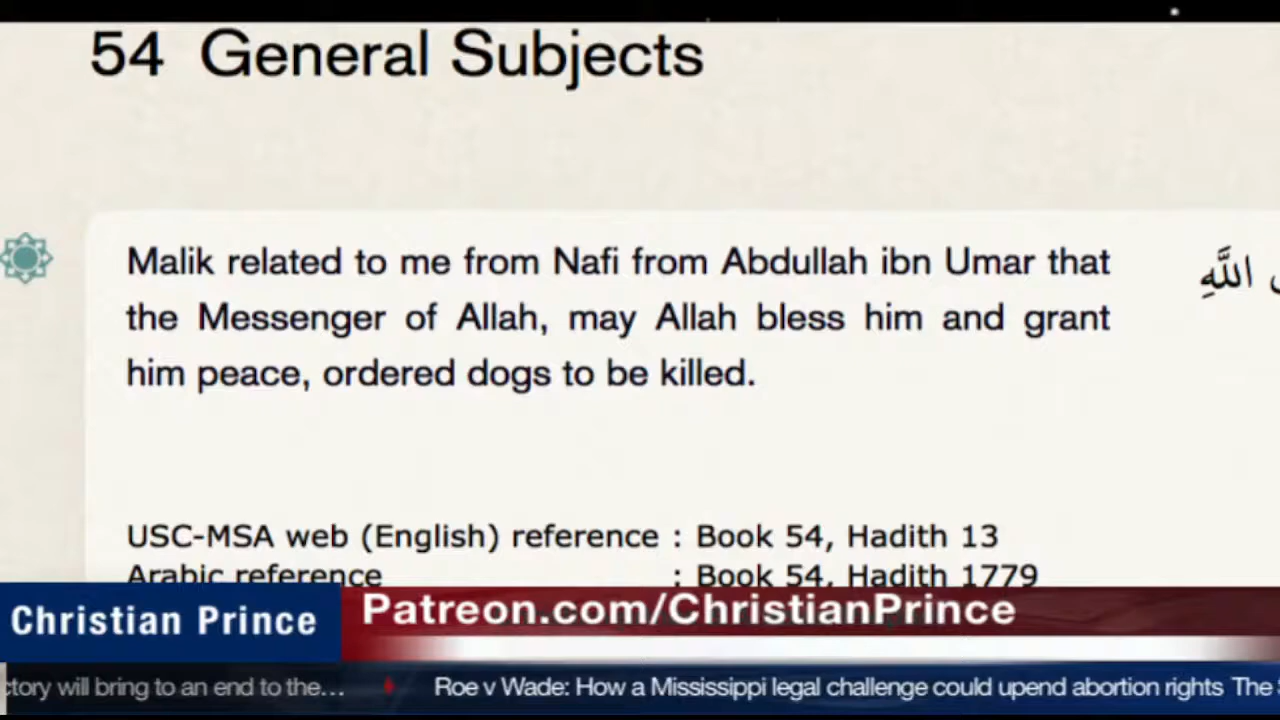 54 General Subjects
Malik related to me from Nafi from Abdullah ibn Umar that
the Messenger of Allah, may Allah bless him and grant
him peace, ordered dogs to be killed.
اللَّهِ
USC-MSA web (English) reference : Book 54, Hadith 13
Arabic reference : Book 54, Hadith 1779
Christian Prince
Patreon.com/ChristianPrince
ctory will bring to an end to the... Roe v Wade: How a Mississippi legal challenge could upend abortion rights The